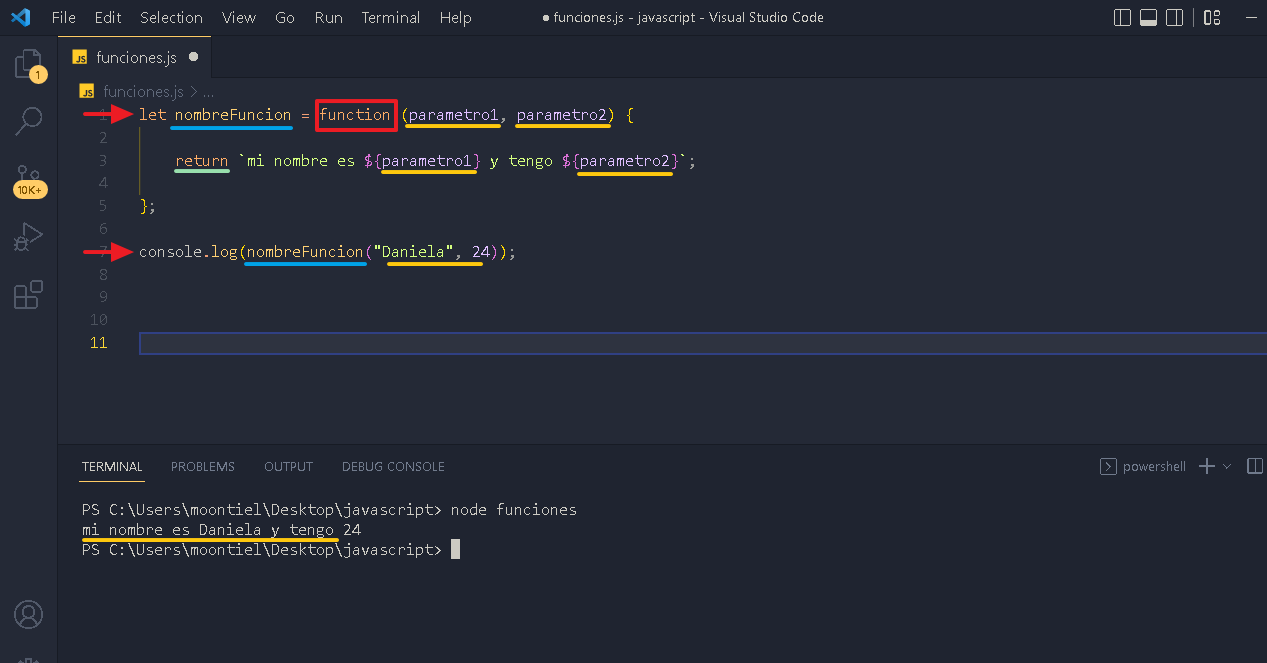 File Edit Selection View Go Run Terminal Help ● funciones.js - javascript - Visual Studio Code
JS funciones.js ●
1
JS funciones.js > ...
1 let nombreFuncion = function (parametro1, parametro2) {
2
3 return `mi nombre es ${parametro1} y tengo ${parametro2}`;
4
10K+
5 };
6
7 console.log(nombreFuncion("Daniela", 24));
8
9
10
11
TERMINAL PROBLEMS OUTPUT DEBUG CONSOLE powershell
PS C:\Users\moontiel\Desktop\javascript> node funciones
mi nombre es Daniela y tengo 24
PS C:\Users\moontiel\Desktop\javascript>